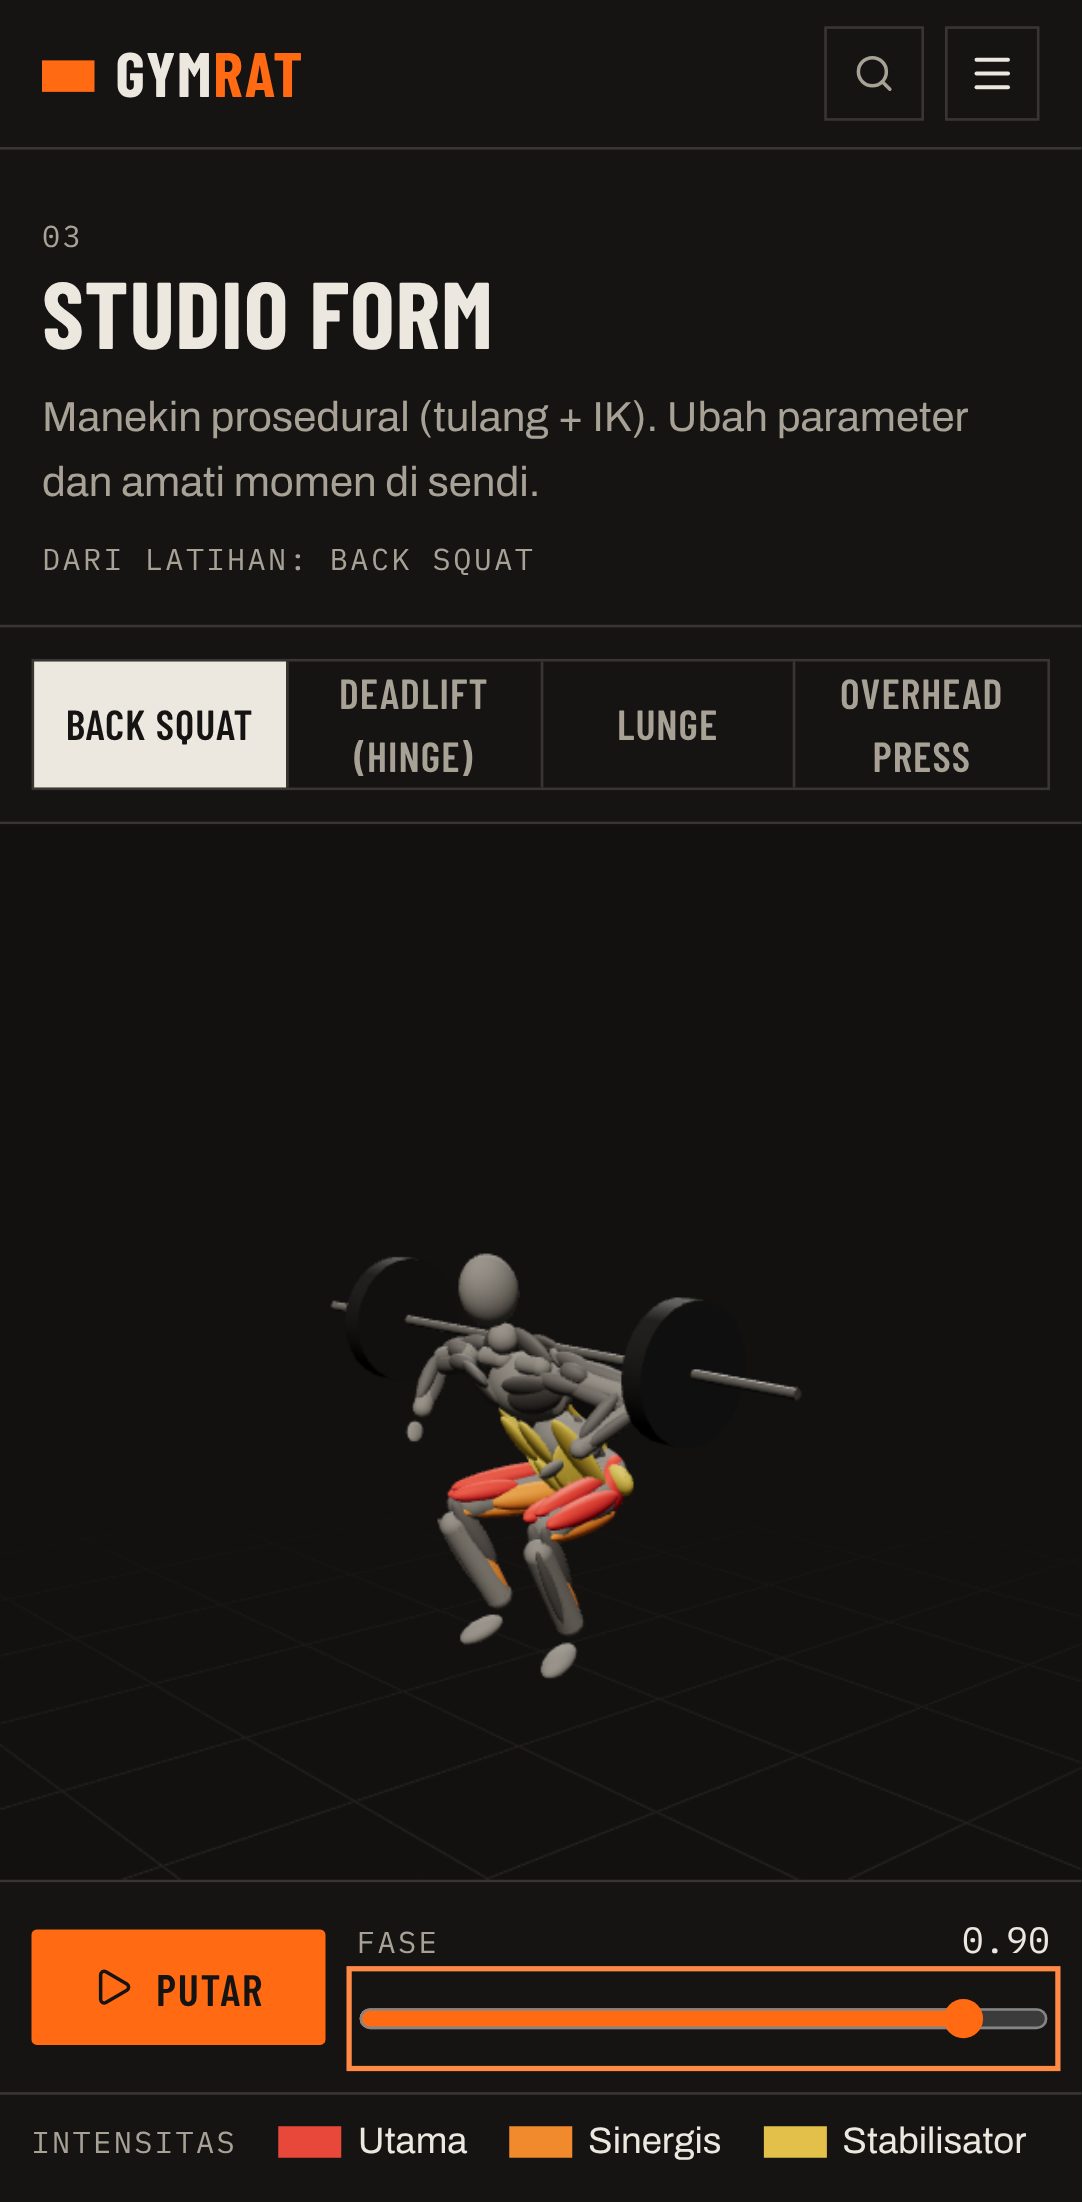 GYMRAT
03
STUDIO FORM
Manekin prosedural (tulang + IK). Ubah parameter
dan amati momen di sendi.
DARI LATIHAN: BACK SQUAT
BACK SQUAT
DEADLIFT
(HINGE)
LUNGE
OVERHEAD
PRESS
PUTAR
FASE
0.90
INTENSITAS
Utama
Sinergis
Stabilisator